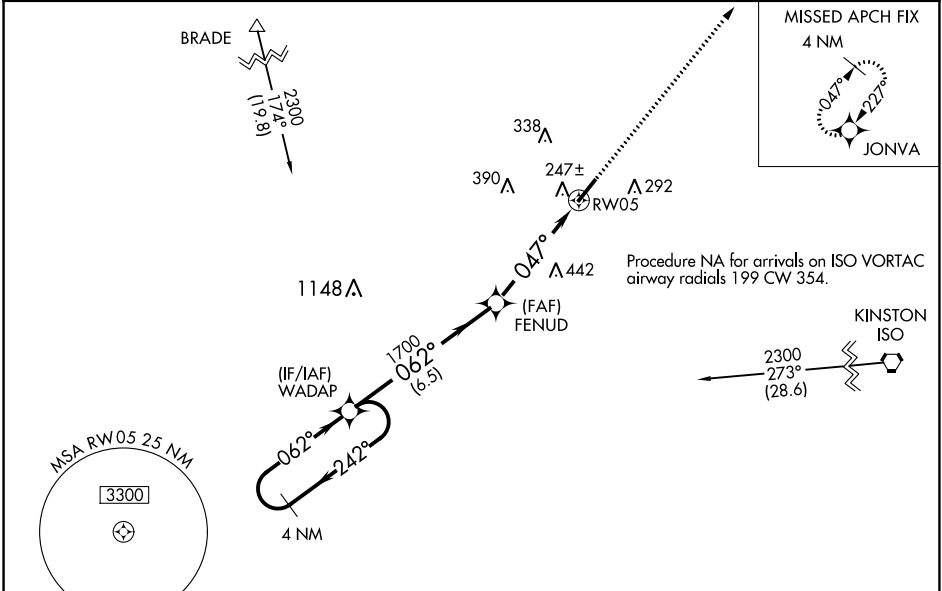 BRADE
2300
174°
(19.8)
MISSED APCH FIX
4 NM
047°
227°
JONVA
338
390
247±
292
RW05
047°
442
Procedure NA for arrivals on ISO VORTAC
airway radials 199 CW 354.
1148
(FAF)
FENUD
KINSTON
ISO
2300
273°
(28.6)
1700
062°
(6.5)
(IF/IAF)
WADAP
062°
242°
4 NM
MSA RW05 25 NM
3300